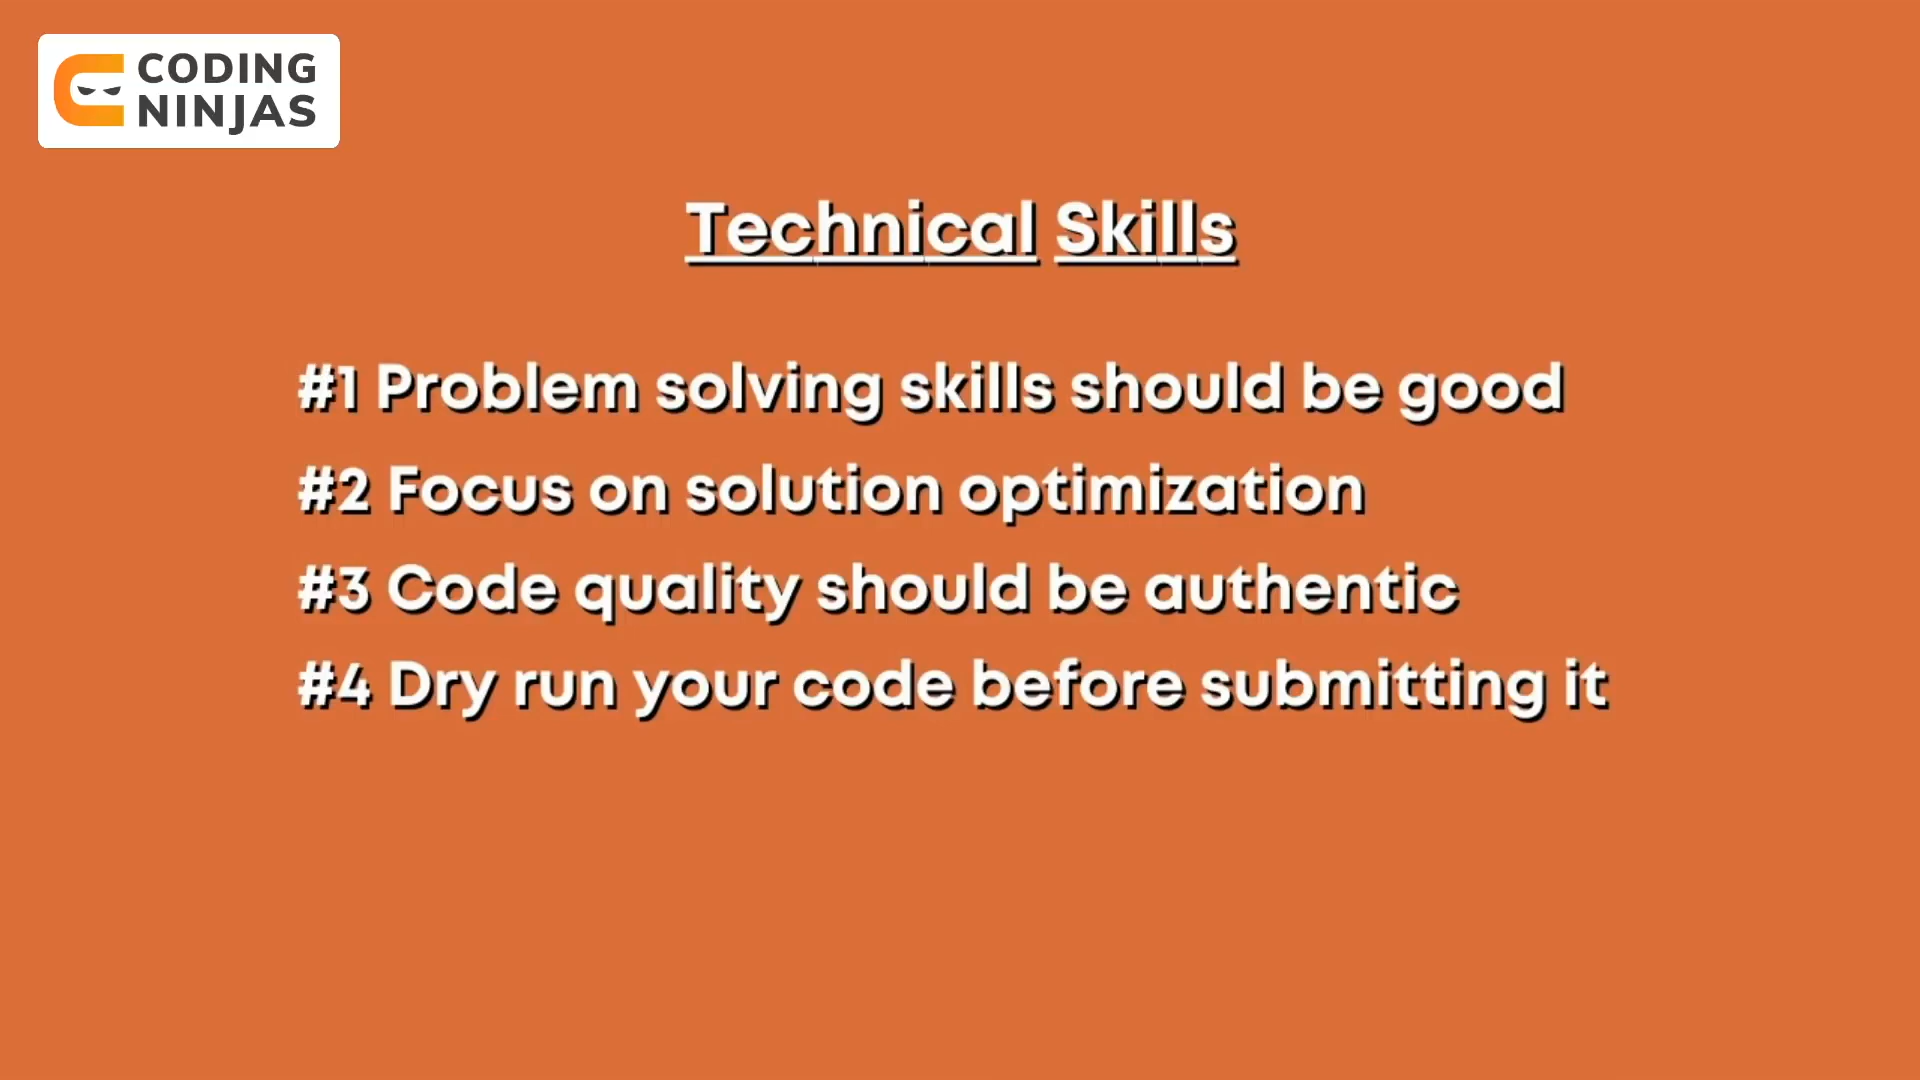 CODING
NINJAS
Technical Skills
#1 Problem solving skills should be good
#2 Focus on solution optimization
#3 Code quality should be authentic
#4 Dry run your code before submitting it